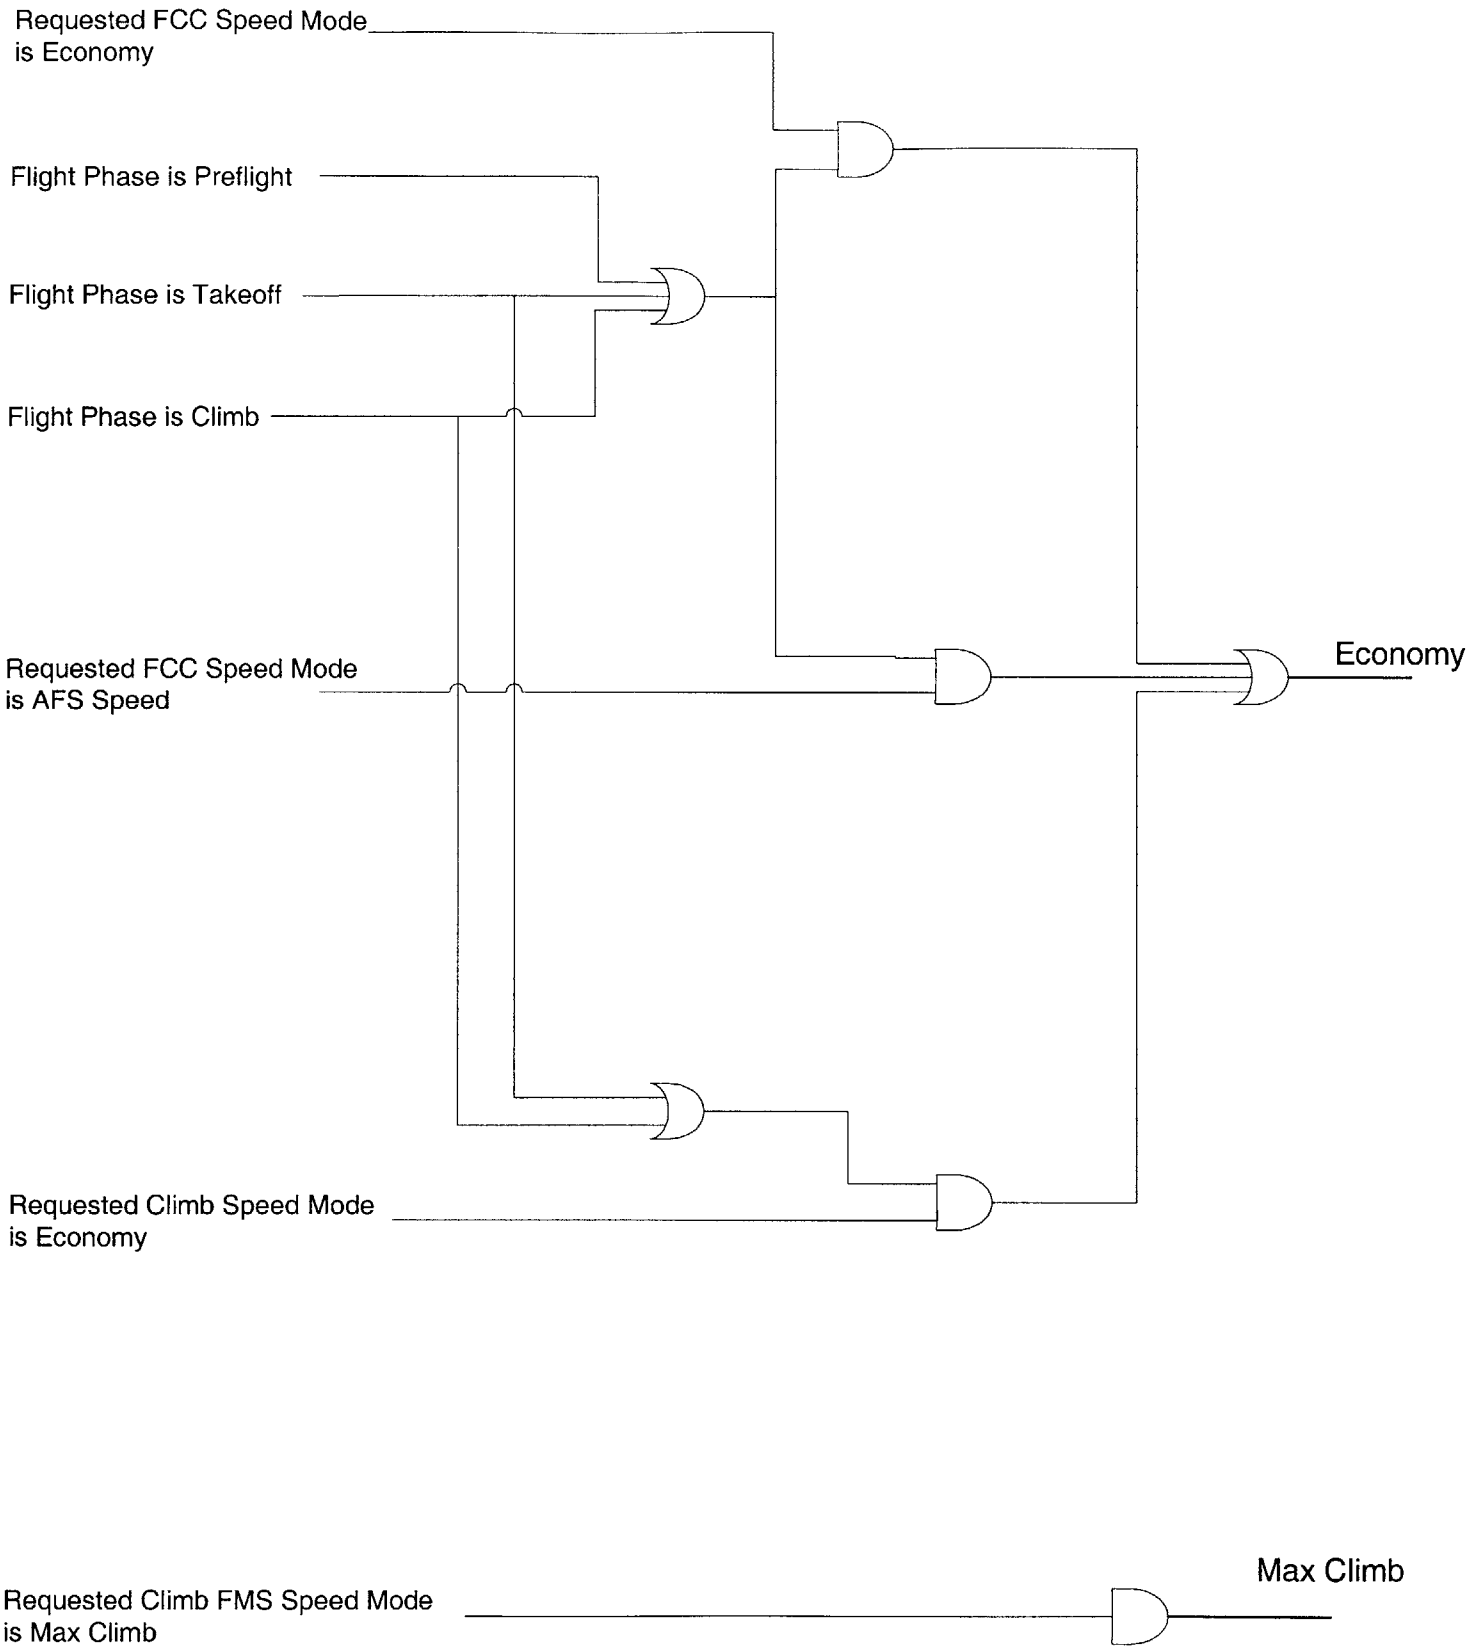 Requested FCC Speed Mode
is Economy
Flight Phase is Preflight
Flight Phase is Takeoff
Flight Phase is Climb
Requested FCC Speed Mode
is AFS Speed
Economy
Requested Climb Speed Mode
is Economy
Max Climb
Requested Climb FMS Speed Mode
is Max Climb